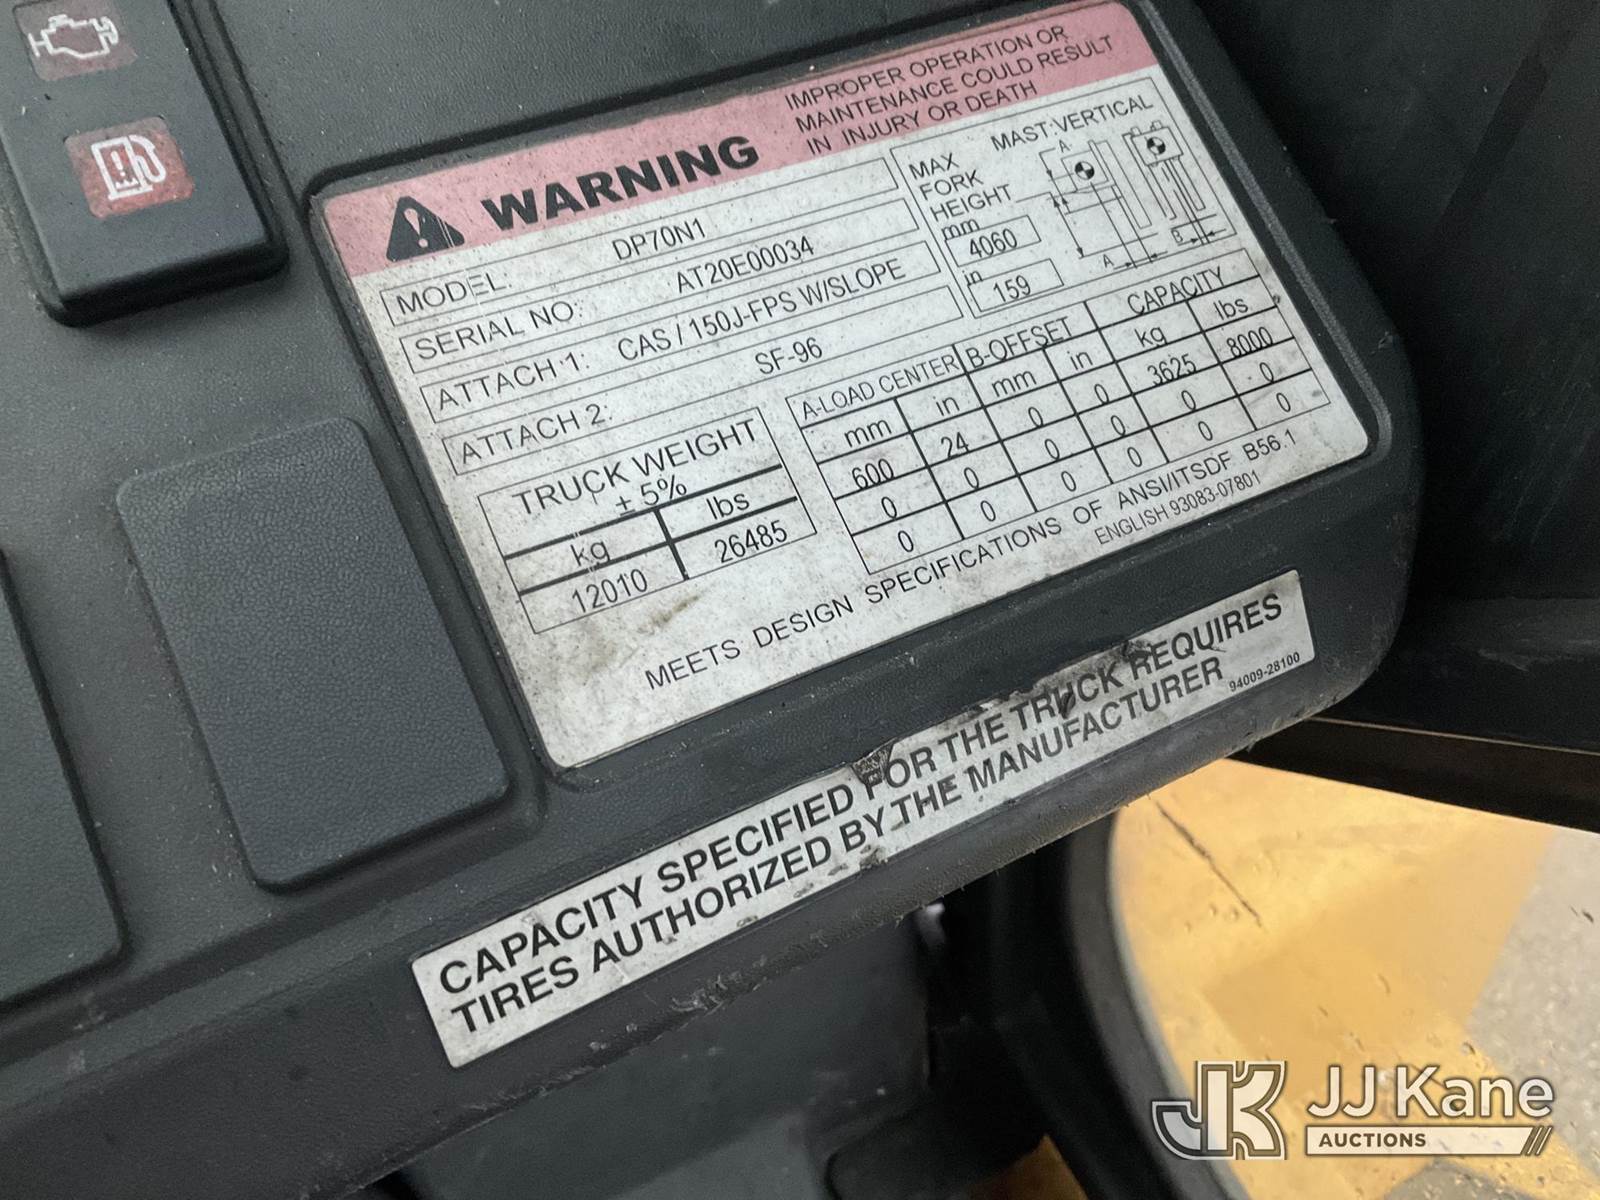 WARNING
IMPROPER OPERATION OR
MAINTENANCE COULD RESULT
IN INJURY OR DEATH
MODEL: DP70N1
SERIAL NO: AT20E00034
ATTACH 1: CAS / 150J-FPS W/SLOPE
ATTACH 2: SF-96
MAX
FORK
HEIGHT
mm
4060
in
159
MAST:VERTICAL
A
B
A
TRUCK WEIGHT
± 5%
kg lbs
12010 26485
A-LOAD CENTER B-OFFSET CAPACITY
mm in mm in kg lbs
600 24 0 0 3625 8000
0 0 0 0 0 0
0 0 0 0 0 0
MEETS DESIGN SPECIFICATIONS OF ANSI/ITSDF B56.1
ENGLISH 93083-07801
CAPACITY SPECIFIED FOR THE TRUCK REQUIRES
TIRES AUTHORIZED BY THE MANUFACTURER
94009-28100
JK JJ Kane
AUCTIONS